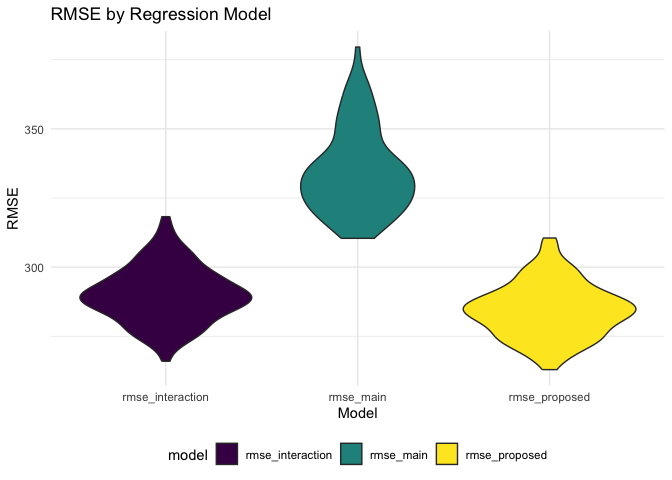 RMSE by Regression Model
350
300
RMSE
rmse_interaction rmse_main rmse_proposed
Model
model rmse_interaction rmse_main rmse_proposed